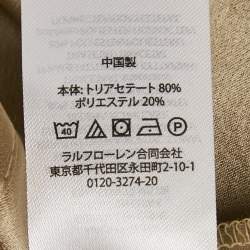 中国製
本体: トリアセテート 80%
ポリエステル 20%
40 P
ラルフローレン合同会社
東京都千代田区永田町2-10-1
0120-3274-20